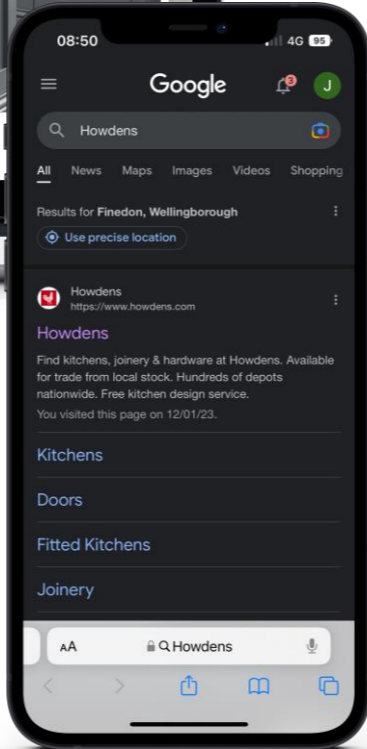 08:50
4G 95
Google
3
J
Howdens
All News Maps Images Videos Shopping
Results for Finedon, Wellingborough
Use precise location
Howdens
https://www.howdens.com
Howdens
Find kitchens, joinery & hardware at Howdens. Available
for trade from local stock. Hundreds of depots
nationwide. Free kitchen design service.
You visited this page on 12/01/23.
Kitchens
Doors
Fitted Kitchens
Joinery
AA Howdens